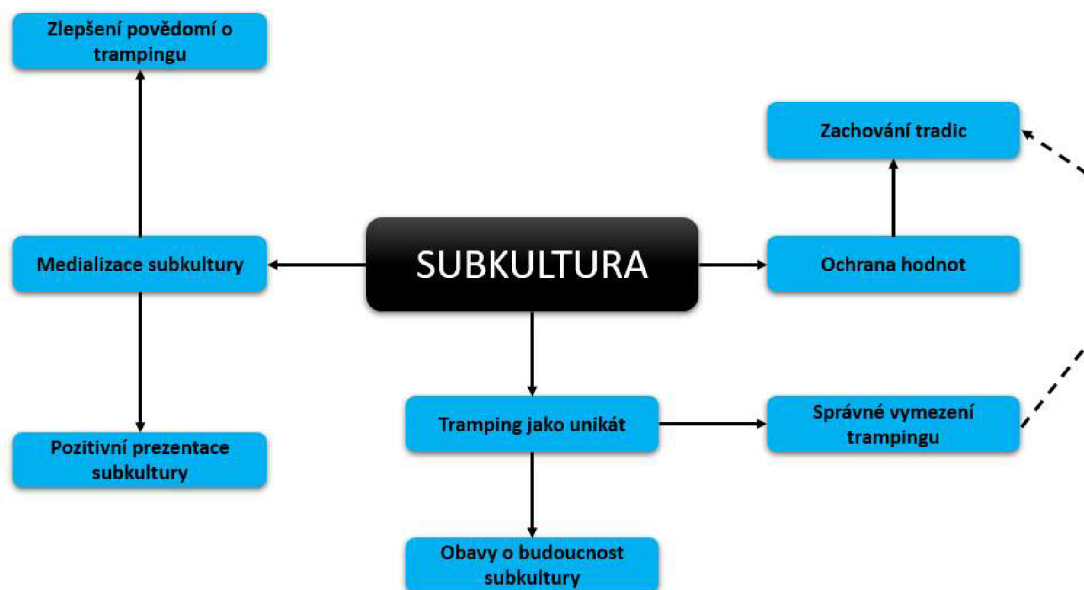 Zlepšení povědomí o
trampingu
Zachování tradic
Medializace subkultury
SUBKULTURA
Ochrana hodnot
Tramping jako unikát
Správné vymezení
trampingu
Pozitivní prezentace
subkultury
Obavy o budoucnost
subkultury